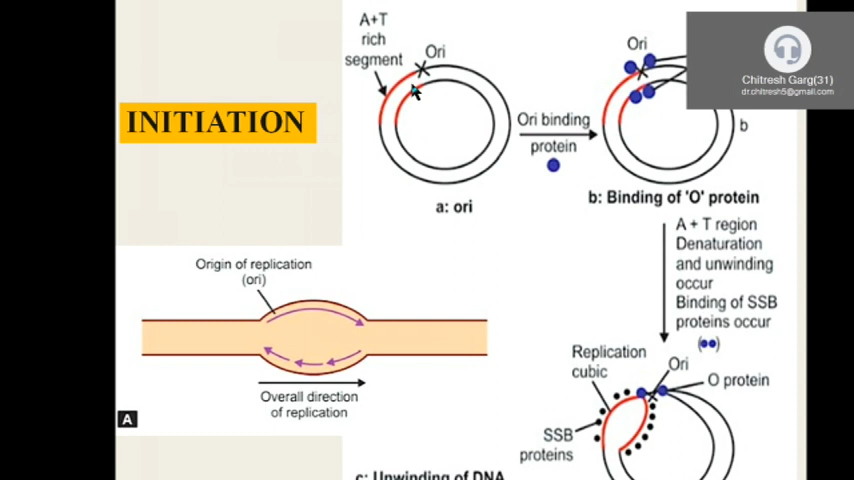 INITIATION
A+T
rich
segment
Ori
Ori binding
protein
a: ori
Ori
b
b: Binding of 'O' protein
Chitresh Garg(31)
dr.chitresh5@gmail.com
A + T region
Denaturation
and unwinding
occur
Binding of SSB
proteins occur
Origin of replication
(ori)
Overall direction
of replication
A
Replication
cubic
Ori
O protein
SSB
proteins
c: Unwinding of DNA